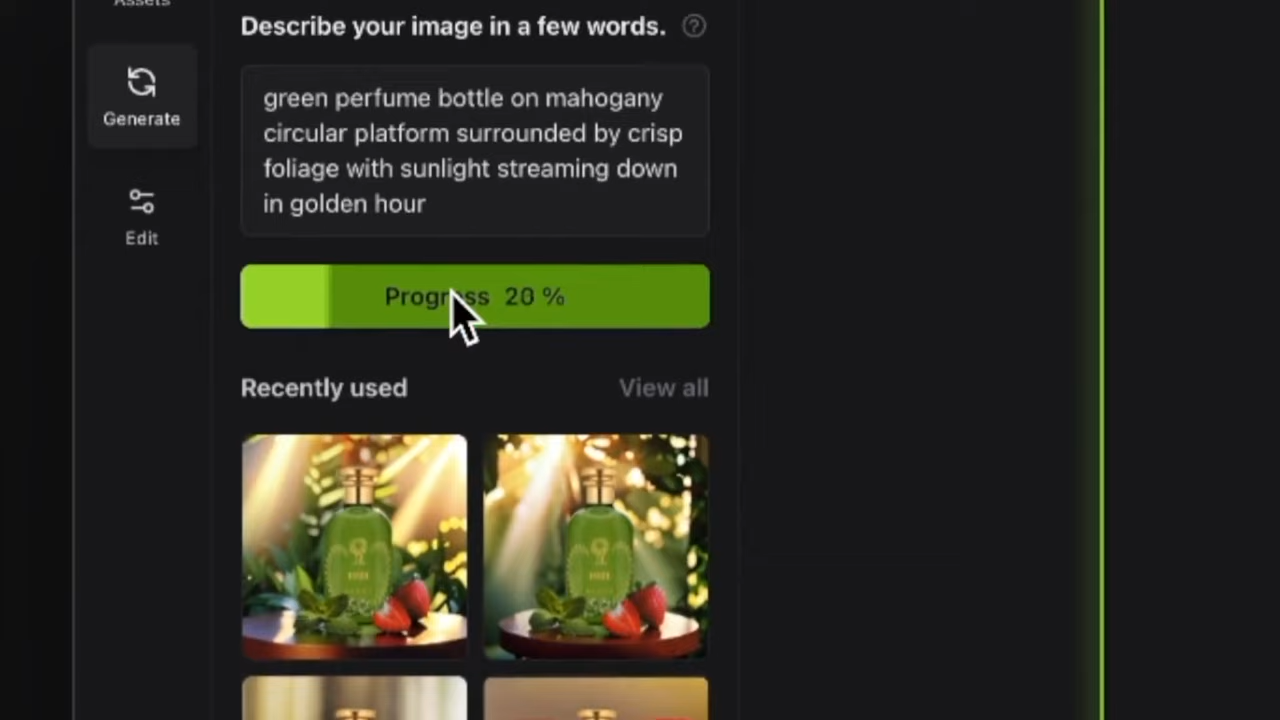 Assets
Describe your image in a few words.
Generate
green perfume bottle on mahogany
circular platform surrounded by crisp
foliage with sunlight streaming down
in golden hour
Edit
Progress 20 %
Recently used
View all